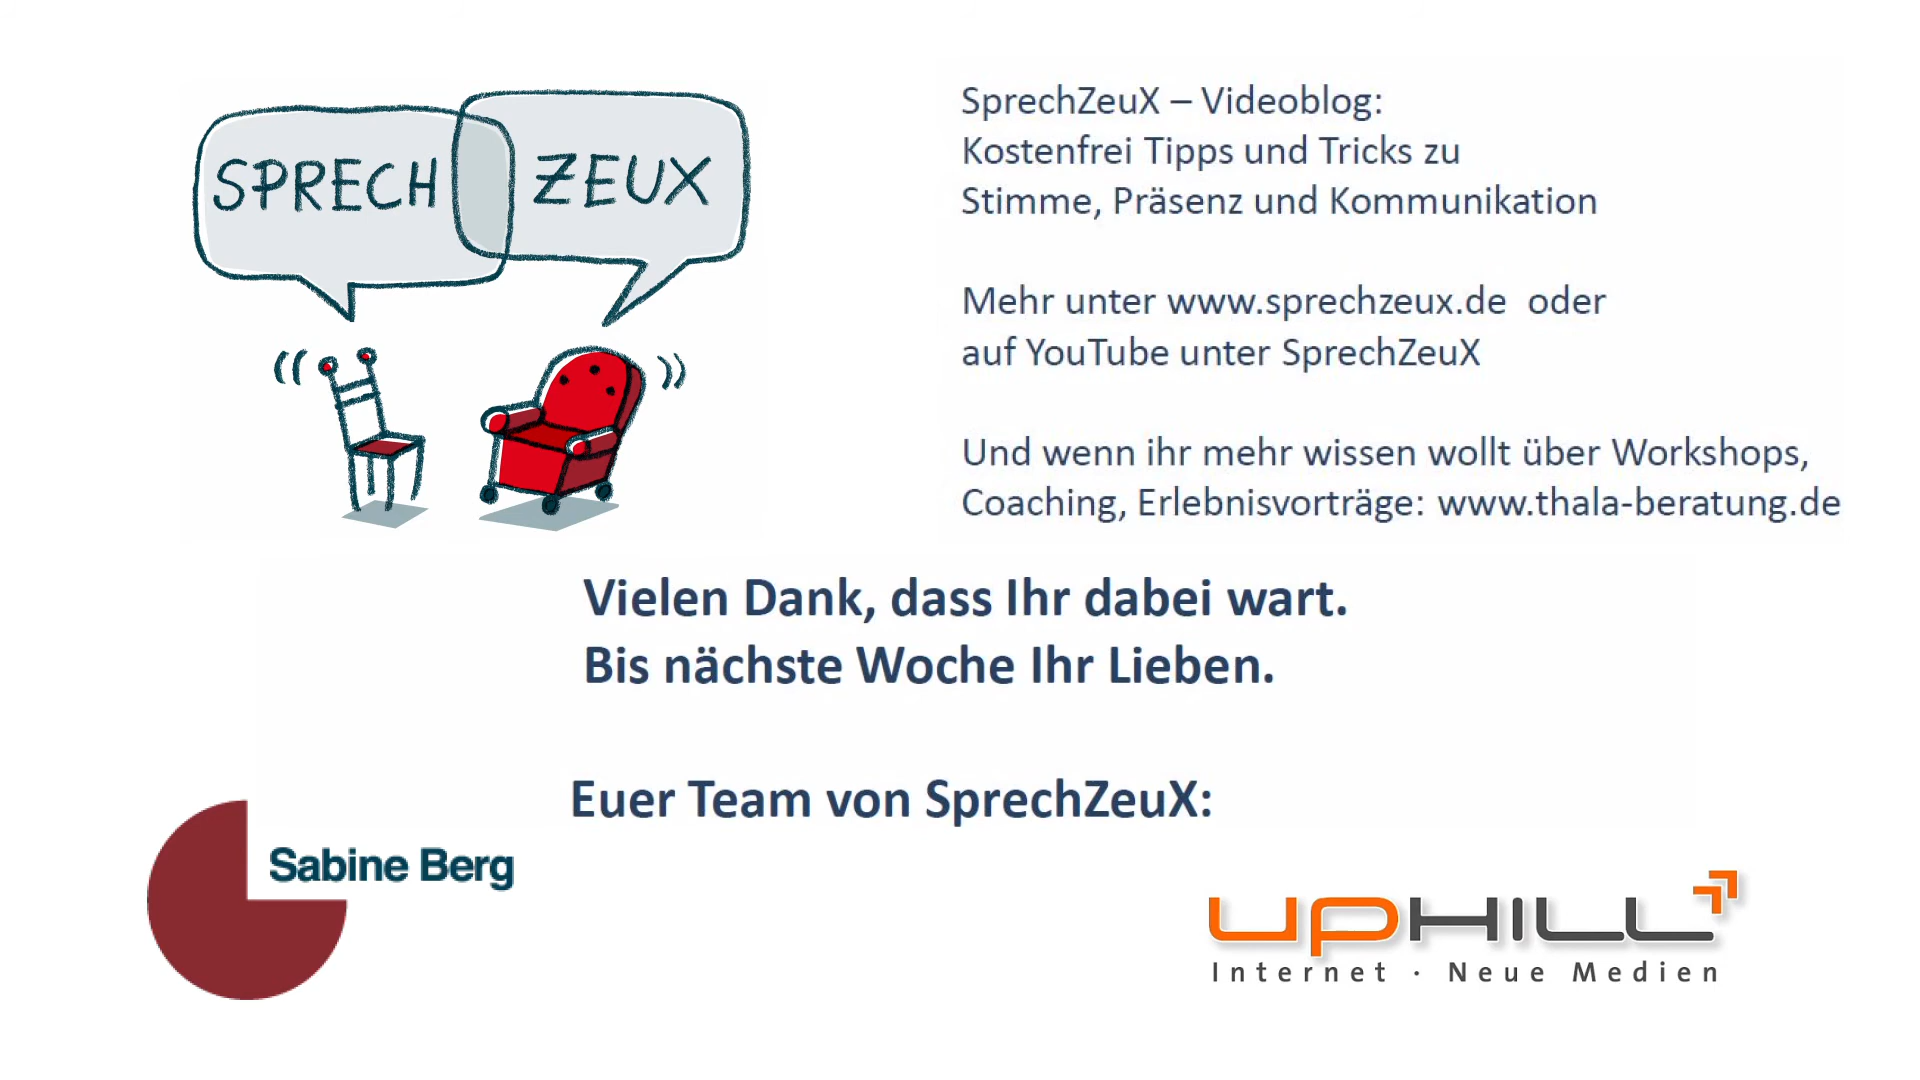 SPRECH ZEUX
SprechZeuX – Videoblog:
Kostenfrei Tipps und Tricks zu
Stimme, Präsenz und Kommunikation
Mehr unter www.sprechzeux.de oder
auf YouTube unter SprechZeuX
Und wenn ihr mehr wissen wollt über Workshops,
Coaching, Erlebnisvorträge: www.thala-beratung.de
Vielen Dank, dass Ihr dabei wart.
Bis nächste Woche Ihr Lieben.
Euer Team von SprechZeuX:
Sabine Berg
UPHILL
Internet · Neue Medien